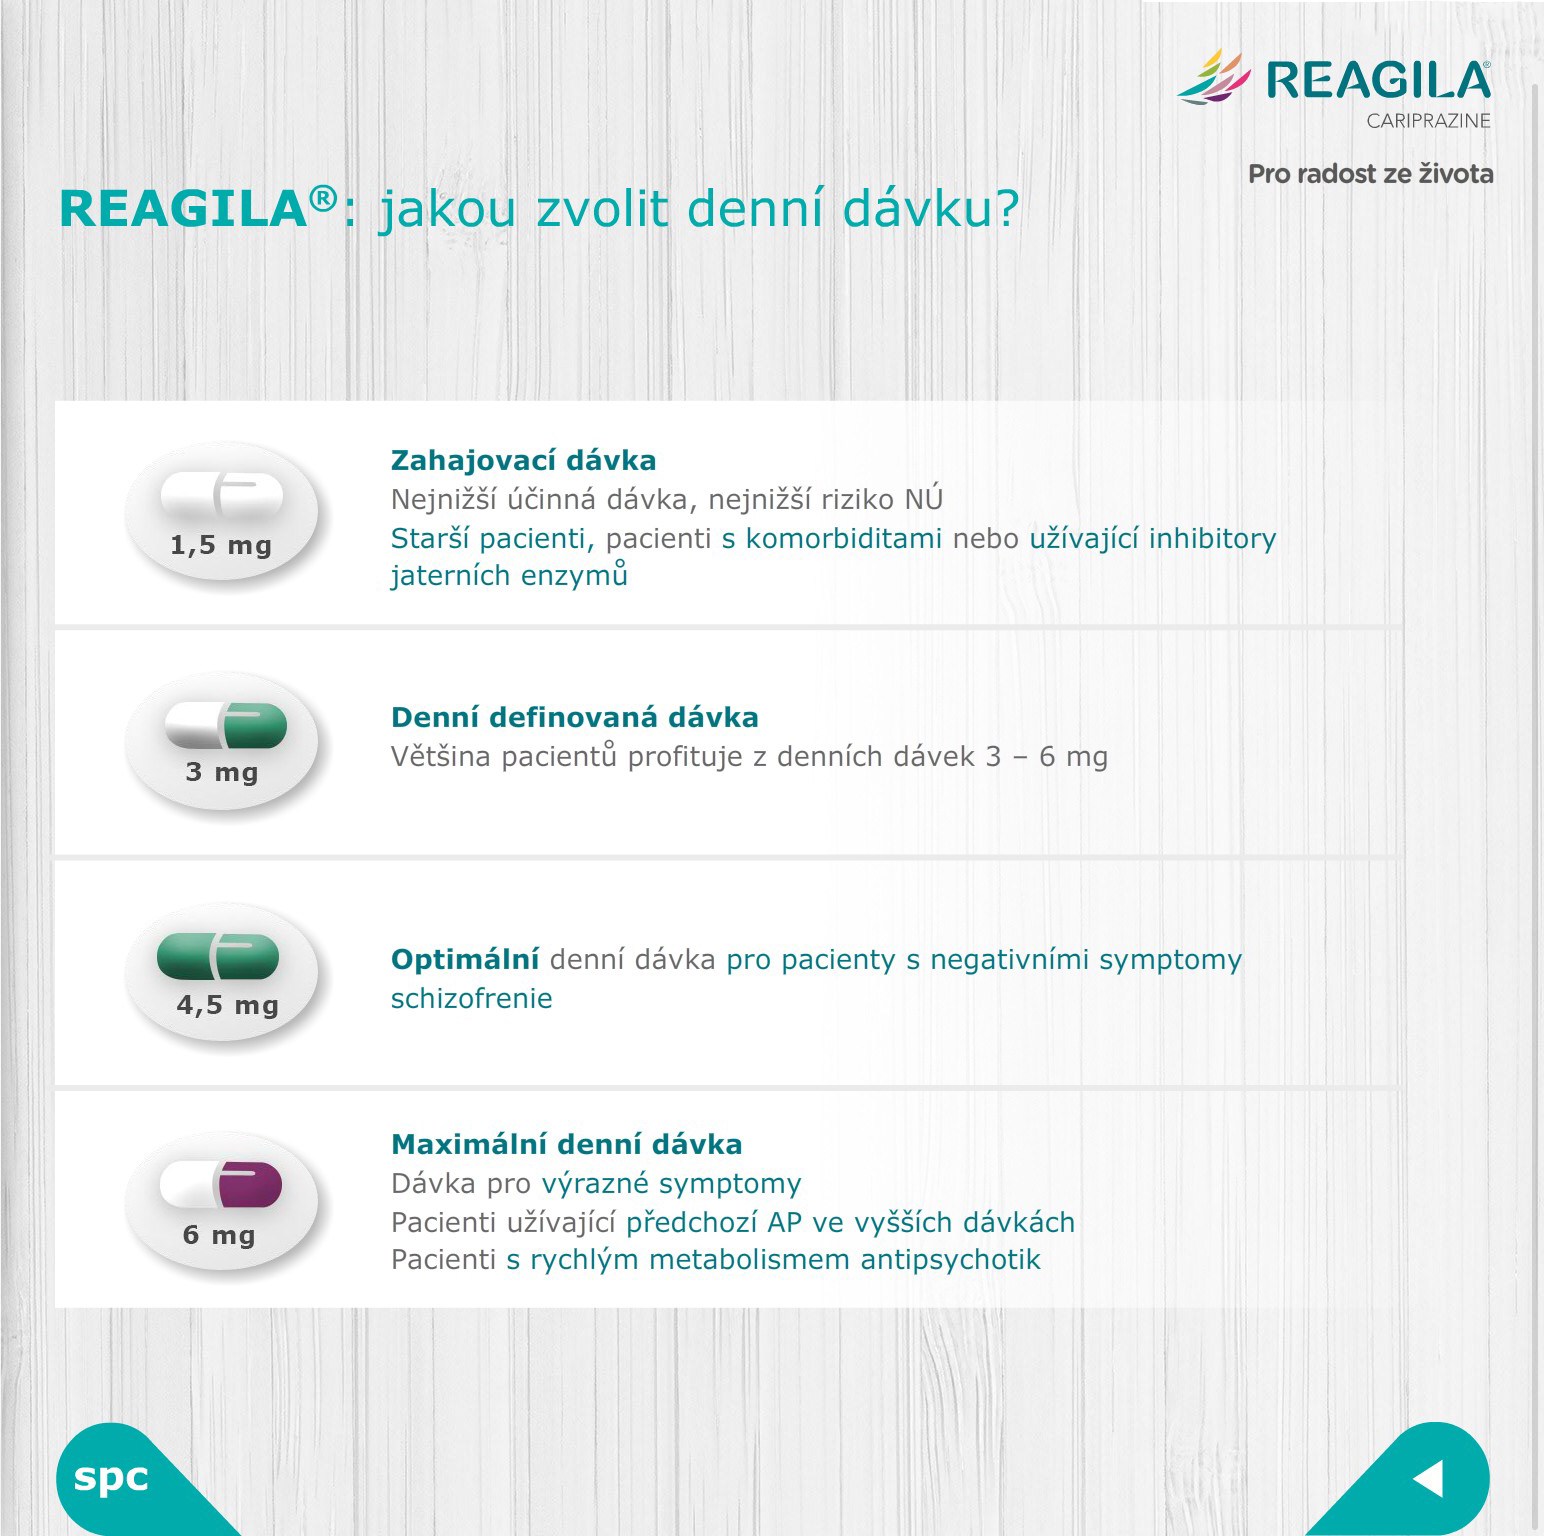 REAGILA®
CARIPRAZINE
Pro radost ze života
REAGILA®: jakou zvolit denní dávku?
1,5 mg
Zahajovací dávka
Nejnižší účinná dávka, nejnižší riziko NÚ
Starší pacienti, pacienti s komorbiditami nebo užívající inhibitory
jaterních enzymů
3 mg
Denní definovaná dávka
Většina pacientů profituje z denních dávek 3 – 6 mg
4,5 mg
Optimální denní dávka pro pacienty s negativními symptomy
schizofrenie
6 mg
Maximální denní dávka
Dávka pro výrazné symptomy
Pacienti užívající předchozí AP ve vyšších dávkách
Pacienti s rychlým metabolismem antipsychotik
spc